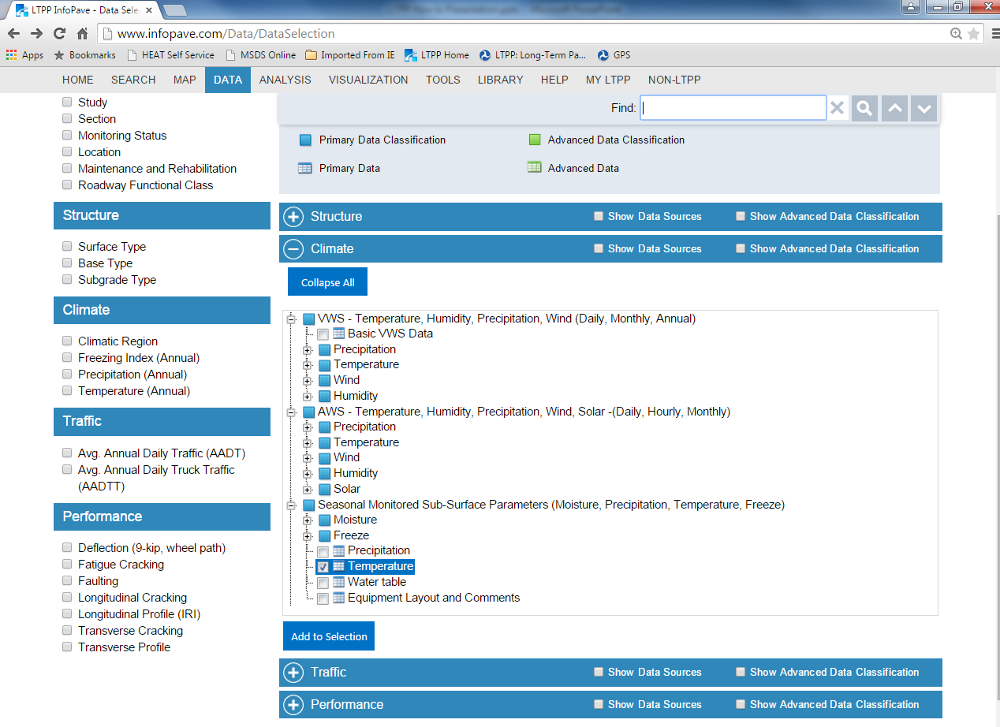 LTPP InfoPave - Data Sele
www.infopave.com/Data/DataSelection
Apps Bookmarks HEAT Self Service MSDS Online Imported From IE LTPP Home LTPP: Long-Term Pa... GPS
HOME SEARCH MAP DATA ANALYSIS VISUALIZATION TOOLS LIBRARY HELP MY LTPP NON-LTPP
Study
Section
Monitoring Status
Location
Maintenance and Rehabilitation
Roadway Functional Class
Structure
Surface Type
Base Type
Subgrade Type
Climate
Climatic Region
Freezing Index (Annual)
Precipitation (Annual)
Temperature (Annual)
Traffic
Avg. Annual Daily Traffic (AADT)
Avg. Annual Daily Truck Traffic
(AADTT)
Performance
Deflection (9-kip, wheel path)
Fatigue Cracking
Faulting
Longitudinal Cracking
Longitudinal Profile (IRI)
Transverse Cracking
Transverse Profile
Find:
Primary Data Classification Advanced Data Classification
Primary Data Advanced Data
Structure Show Data Sources Show Advanced Data Classification
Climate Show Data Sources Show Advanced Data Classification
Collapse All
VWS - Temperature, Humidity, Precipitation, Wind (Daily, Monthly, Annual)
Basic VWS Data
Precipitation
Temperature
Wind
Humidity
AWS - Temperature, Humidity, Precipitation, Wind, Solar -(Daily, Hourly, Monthly)
Precipitation
Temperature
Wind
Humidity
Solar
Seasonal Monitored Sub-Surface Parameters (Moisture, Precipitation, Temperature, Freeze)
Moisture
Freeze
Precipitation
Temperature
Water table
Equipment Layout and Comments
Add to Selection
Traffic Show Data Sources Show Advanced Data Classification
Performance Show Data Sources Show Advanced Data Classification